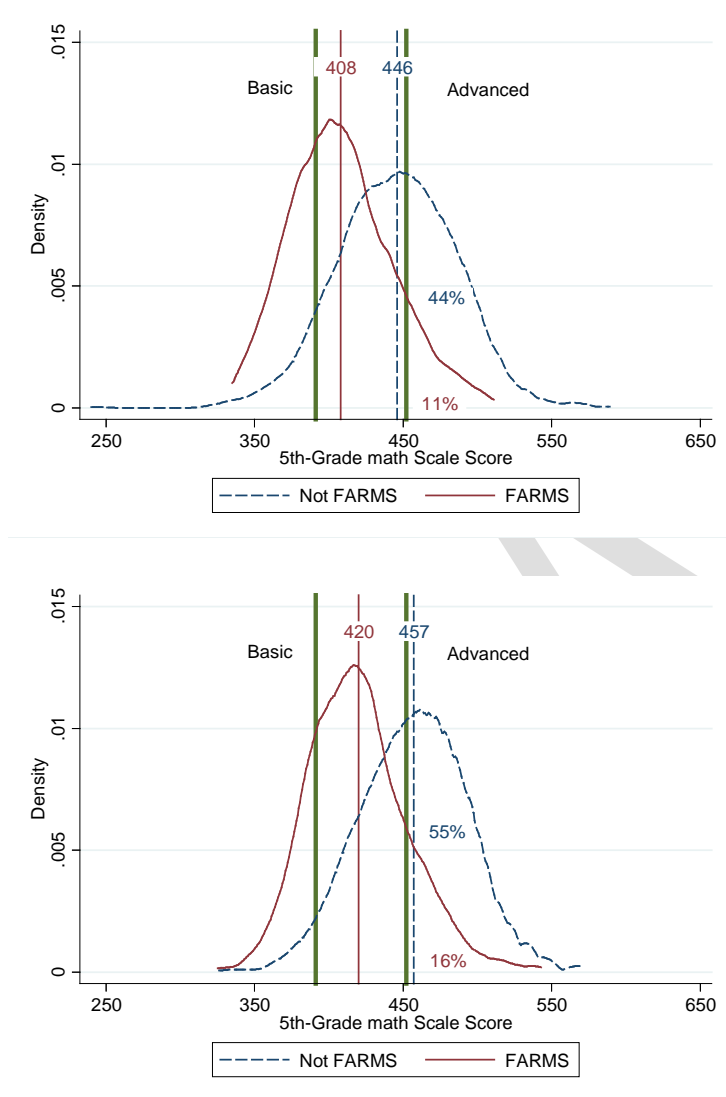 .015
408 446
Basic Advanced
.01
Density
.005
44%
11%
0
250 350 450 550 650
5th-Grade math Scale Score
Not FARMS FARMS
.015
420 457
Basic Advanced
.01
Density
.005
55%
16%
0
250 350 450 550 650
5th-Grade math Scale Score
Not FARMS FARMS